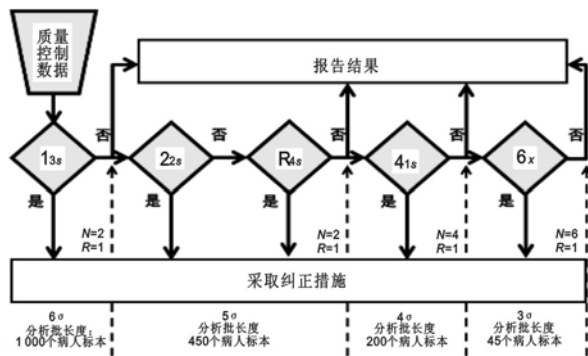 质量
控制
数据
报告结果
否 否 否 否 否
13s 22s R4s 41s 6x
是 是 是 是 是
N=2 N=2 N=4 N=6
R=1 R=1 R=1 R=1
采取纠正措施
6σ 5σ 4σ 3σ
分析批长度: 分析批长度 分析批长度 分析批长度
1 000个病人标本 450个病人标本 200个病人标本 45个病人标本